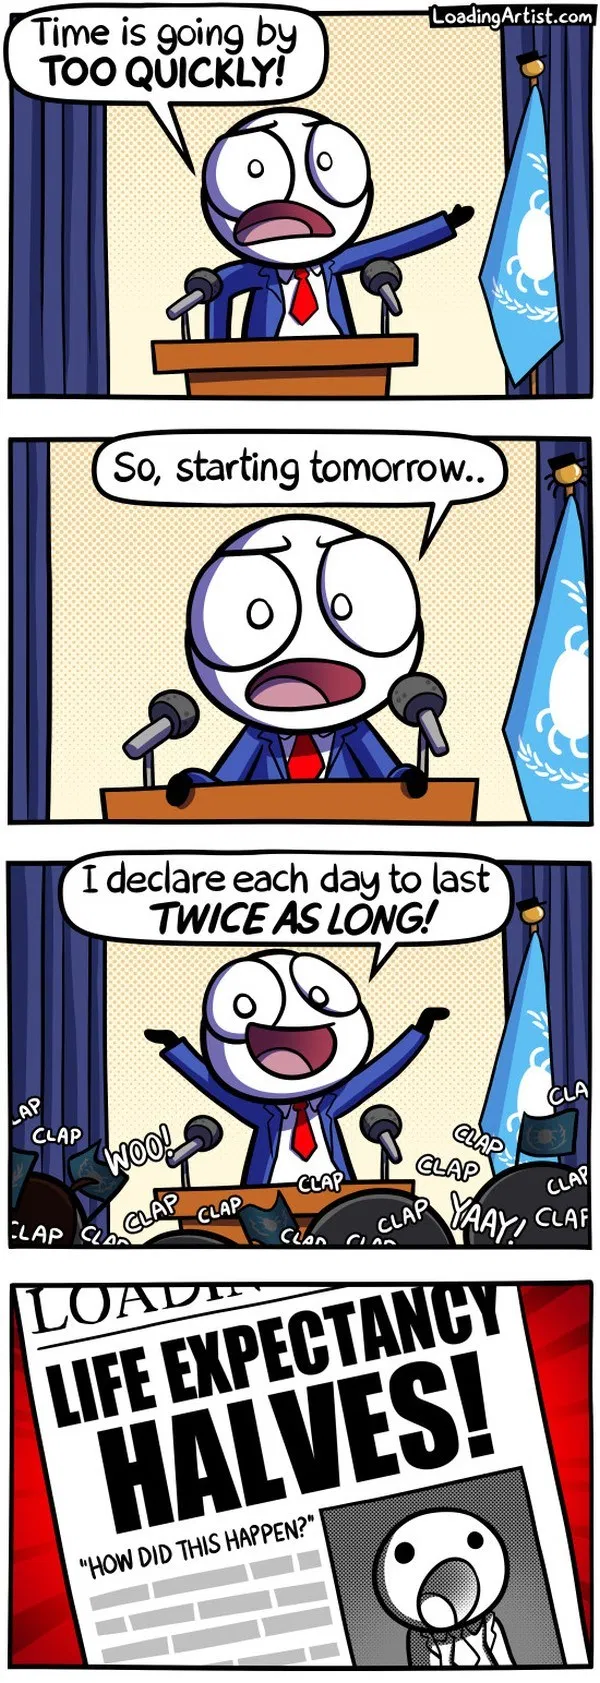 LoadingArtist.com
Time is going by
TOO QUICKLY!
So, starting tomorrow..
I declare each day to last
TWICE AS LONG!
CLAP
WOO!
CLAP
CLAP
CLAP
CLAP
CLAP
CLAP
YAAY!
LIFE EXPECTANCY
HALVES!
"HOW DID THIS HAPPEN?"